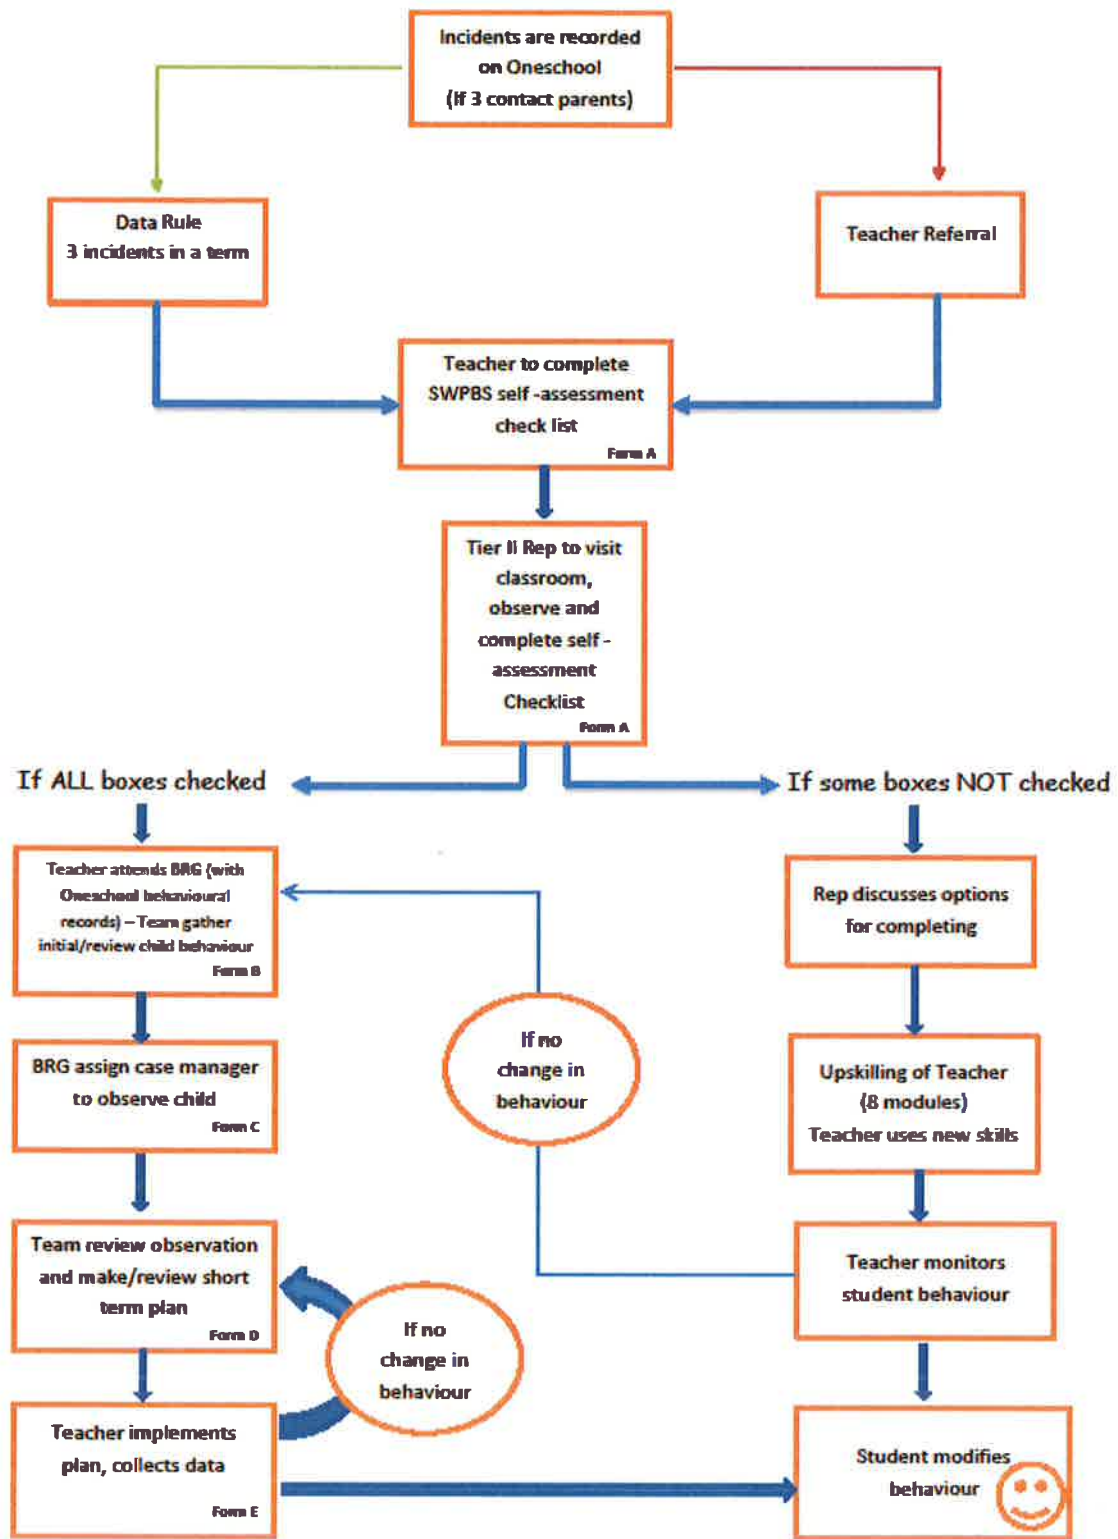 Incidents are recorded
on Oneschool
(If 3 contact parents)
Data Rule
3 incidents in a term
Teacher Referral
Teacher to complete
SWPBS self -assessment
check list
Form A
Tier II Rep to visit
classroom,
observe and
complete self -
assessment
Checklist
Form A
If ALL boxes checked
If some boxes NOT checked
Teacher attends BRG (with
Oneschool behavioural
records) – Team gather
initial/review child behaviour
Form B
Rep discusses options
for completing
BRG assign case manager
to observe child
Form C
If no
change in
behaviour
Upskilling of Teacher
(8 modules)
Teacher uses new skills
Team review observation
and make/review short
term plan
Form D
Teacher monitors
student behaviour
If no
change in
behaviour
Teacher implements
plan, collects data
Form E
Student modifies
behaviour